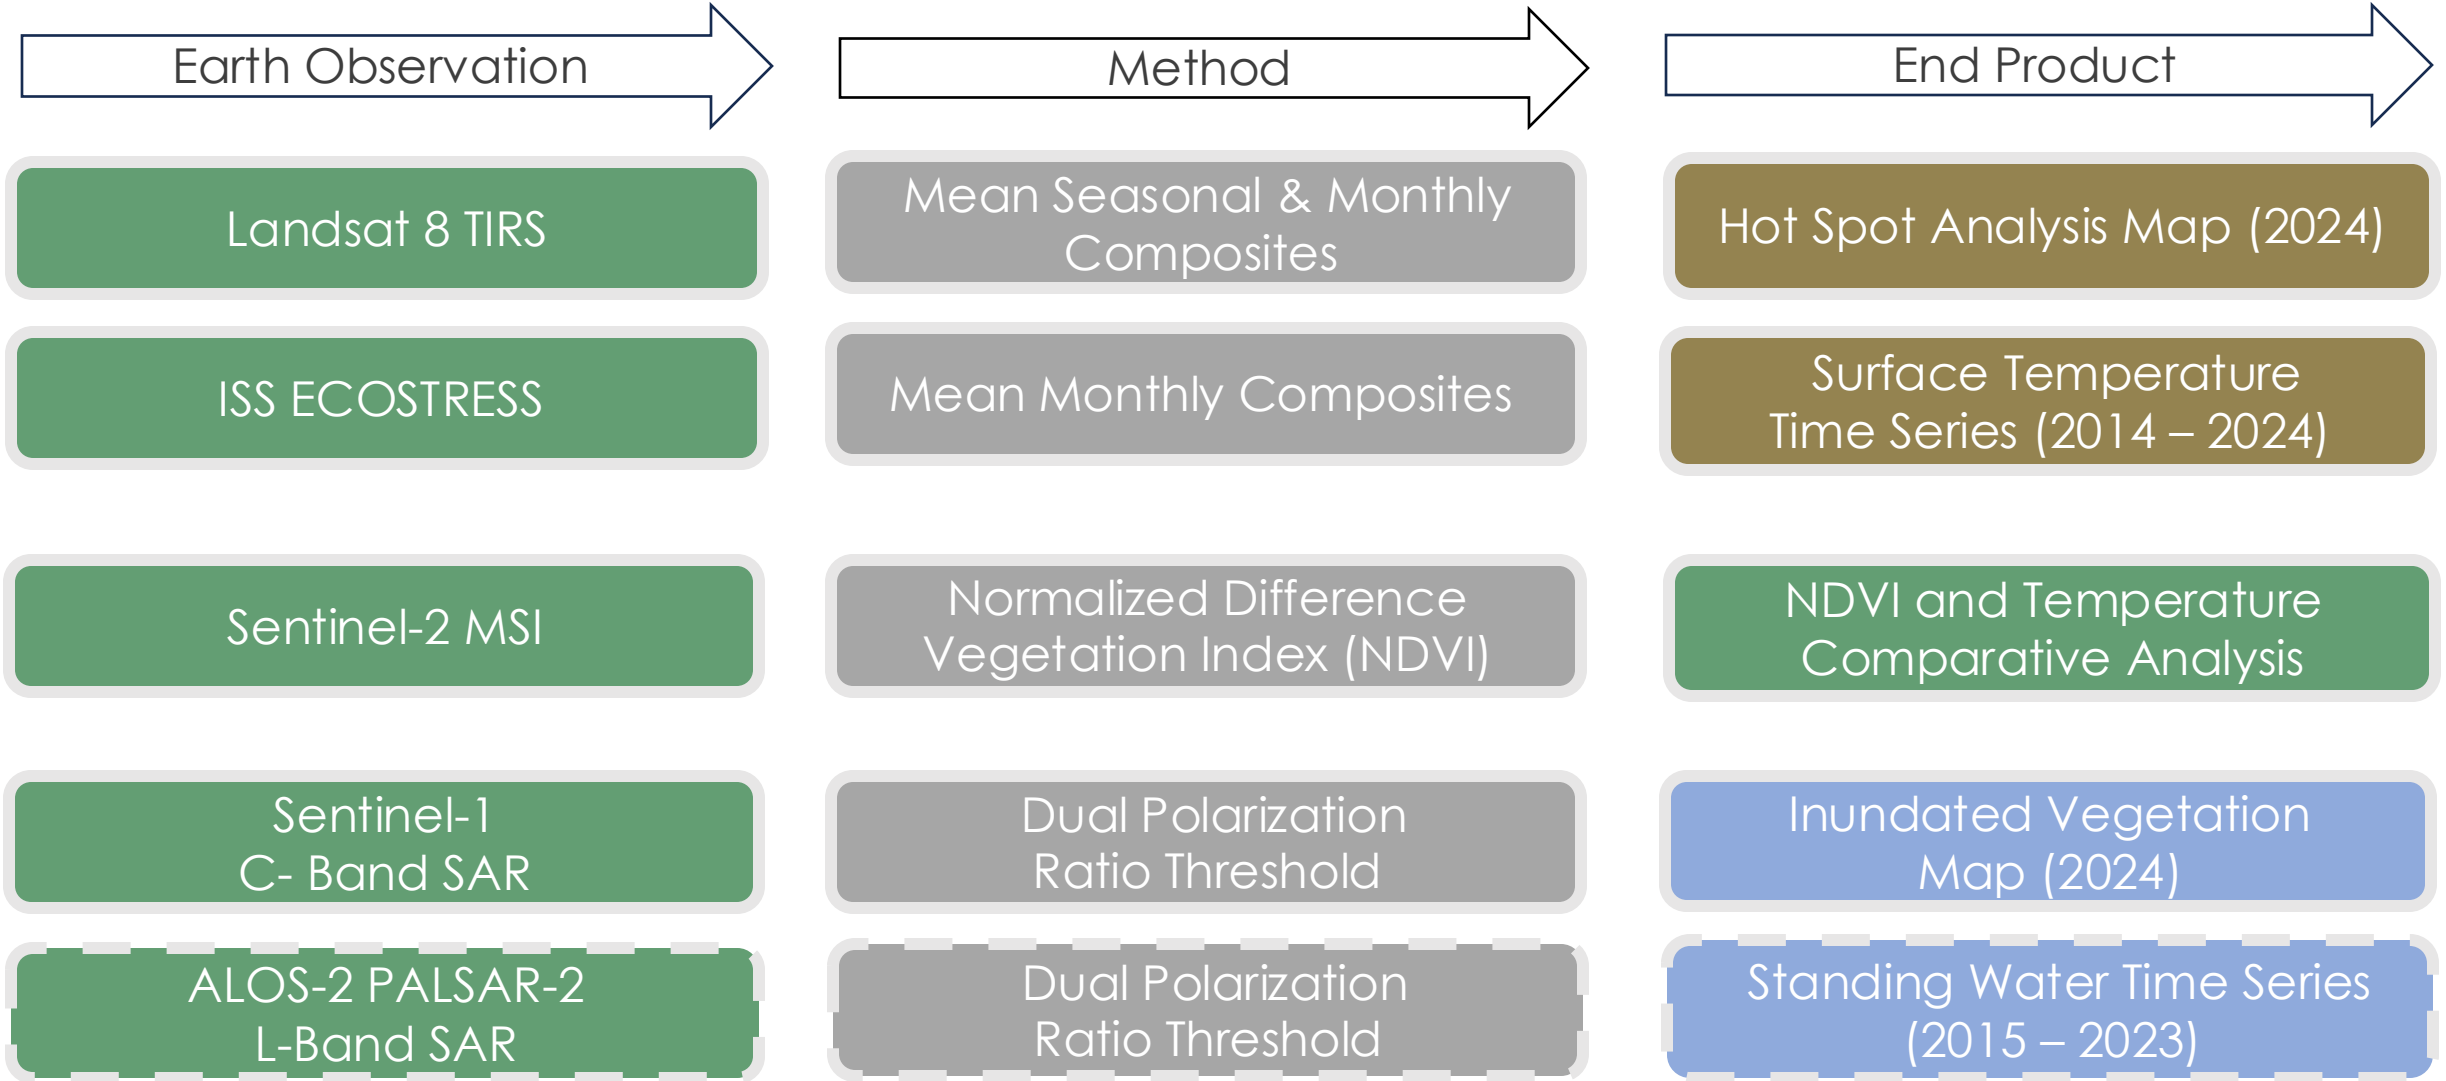 Earth Observation
Method
End Product
Landsat 8 TIRS
Mean Seasonal & Monthly
Composites
Hot Spot Analysis Map (2024)
ISS ECOSTRESS
Mean Monthly Composites
Surface Temperature
Time Series (2014 – 2024)
Sentinel-2 MSI
Normalized Difference
Vegetation Index (NDVI)
NDVI and Temperature
Comparative Analysis
Sentinel-1
C- Band SAR
Dual Polarization
Ratio Threshold
Inundated Vegetation
Map (2024)
ALOS-2 PALSAR-2
L-Band SAR
Dual Polarization
Ratio Threshold
Standing Water Time Series
(2015 – 2023)